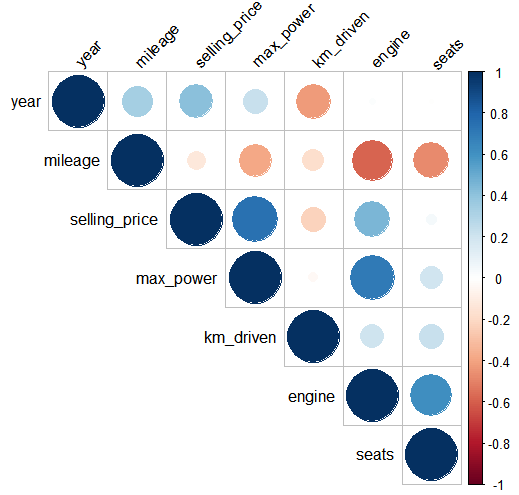 year
mileage
selling_price
max_power
km_driven
engine
seats
year
mileage
selling_price
max_power
km_driven
engine
seats
1
0.8
0.6
0.4
0.2
0
-0.2
-0.4
-0.6
-0.8
-1